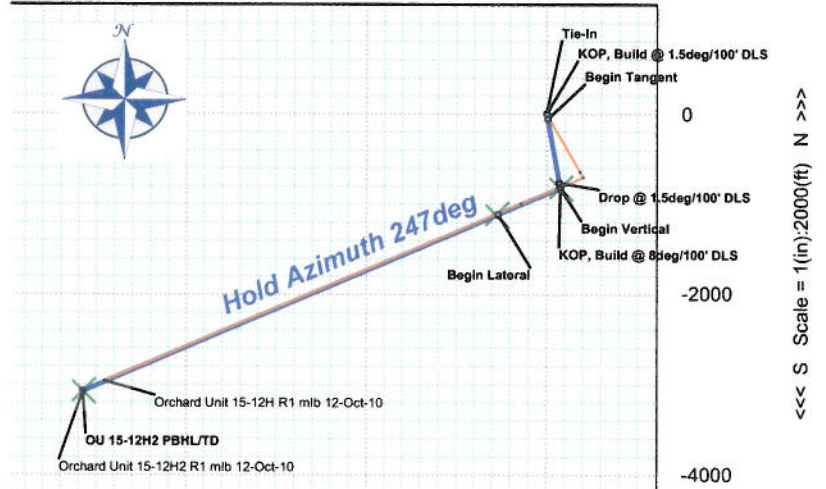 N
Tie-In
KOP, Build @ 1.5deg/100' DLS
Begin Tangent
0
Drop @ 1.5deg/100' DLS
Begin Vertical
KOP, Build @ 8deg/100' DLS
Begin Lateral
Hold Azimuth 247deg
-2000
Orchard Unit 15-12H R1 mlb 12-Oct-10
OU 15-12H2 PBHL/TD
Orchard Unit 15-12H2 R1 mlb 12-Oct-10
-4000
<<< S Scale = 1(in):2000(ft) N >>>